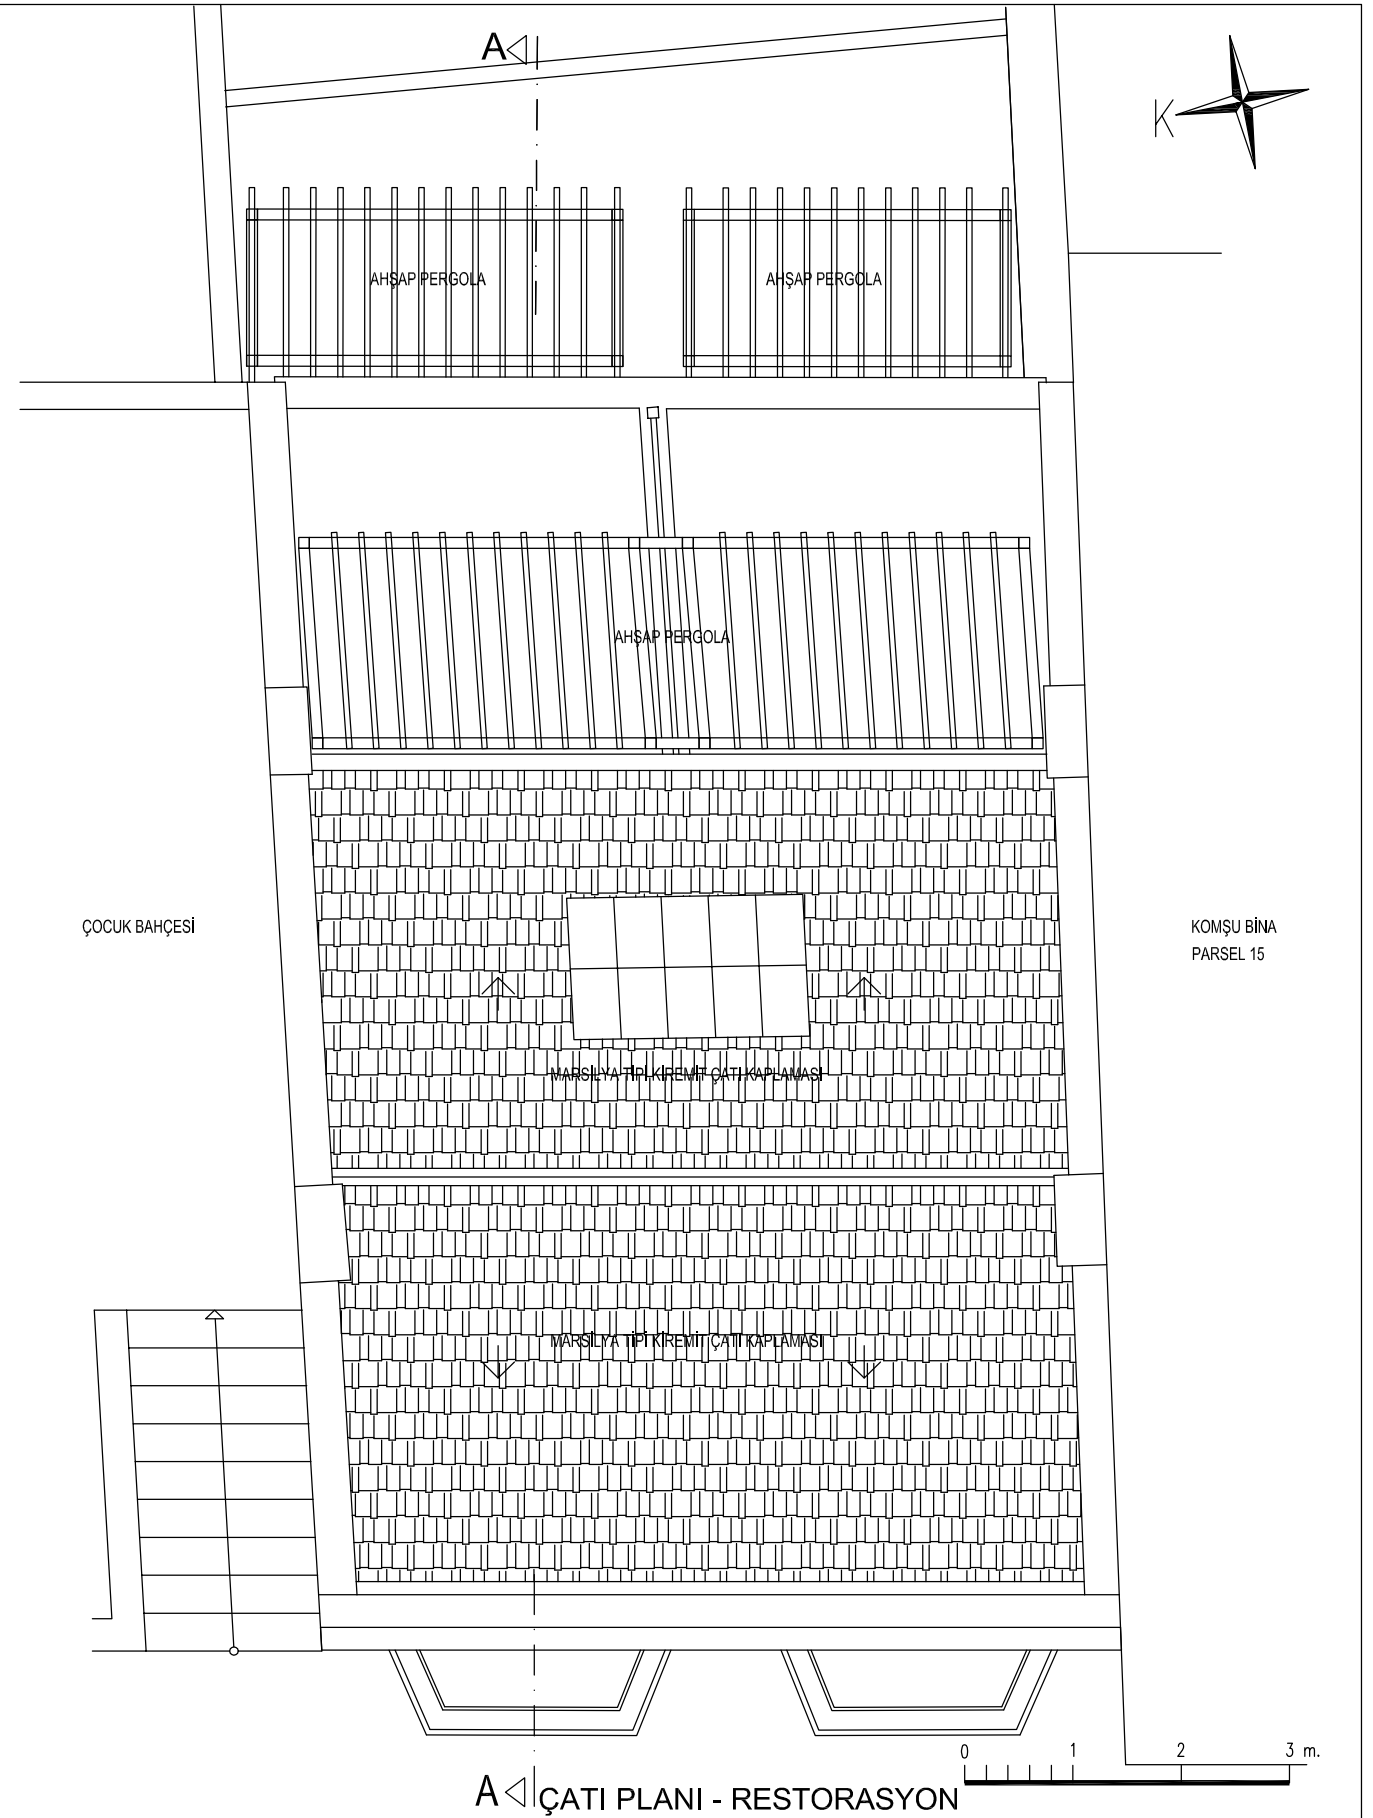 A
K
AHŞAP PERGOLA
AHŞAP PERGOLA
AHŞAP PERGOLA
ÇOCUK BAHÇESİ
KOMŞU BİNA
PARSEL 15
MARSİLYA TİPİ KİREMİT ÇATI KAPLAMASI
MARSİLYA TİPİ KİREMİT ÇATI KAPLAMASI
0 1 2 3 m.
A ÇATI PLANI - RESTORASYON